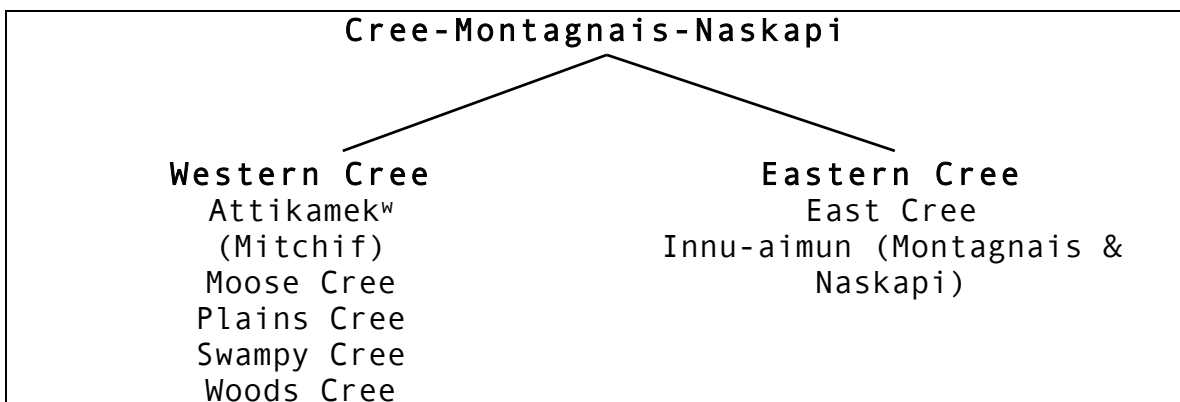 Cree-Montagnais-Naskapi
Western Cree
Attikamekʷ
(Mitchif)
Moose Cree
Plains Cree
Swampy Cree
Woods Cree
Eastern Cree
East Cree
Innu-aimun (Montagnais &
Naskapi)